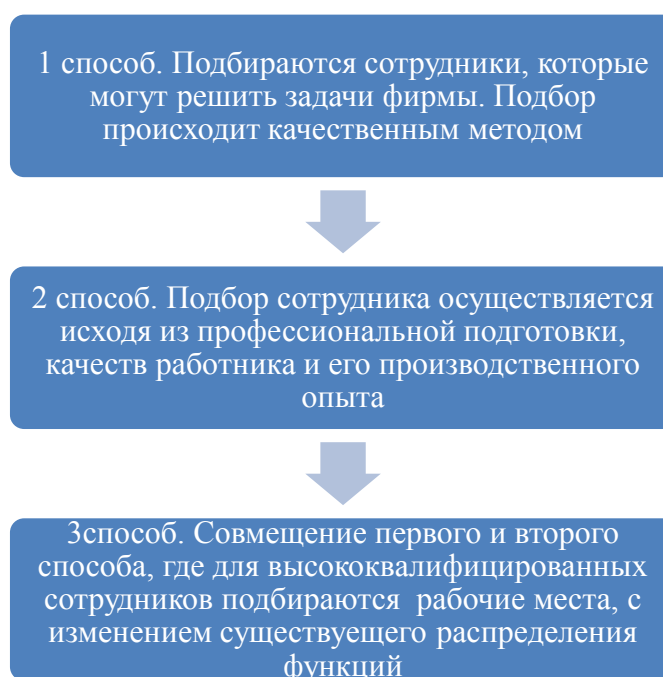 1 способ. Подбираются сотрудники, которые
могут решить задачи фирмы. Подбор
происходит качественным методом
2 способ. Подбор сотрудника осуществляется
исходя из профессиональной подготовки,
качеств работника и его производственного
опыта
3способ. Совмещение первого и второго
способа, где для высококвалифицированных
сотрудников подбираются рабочие места, с
изменением существуещего распределения
функций